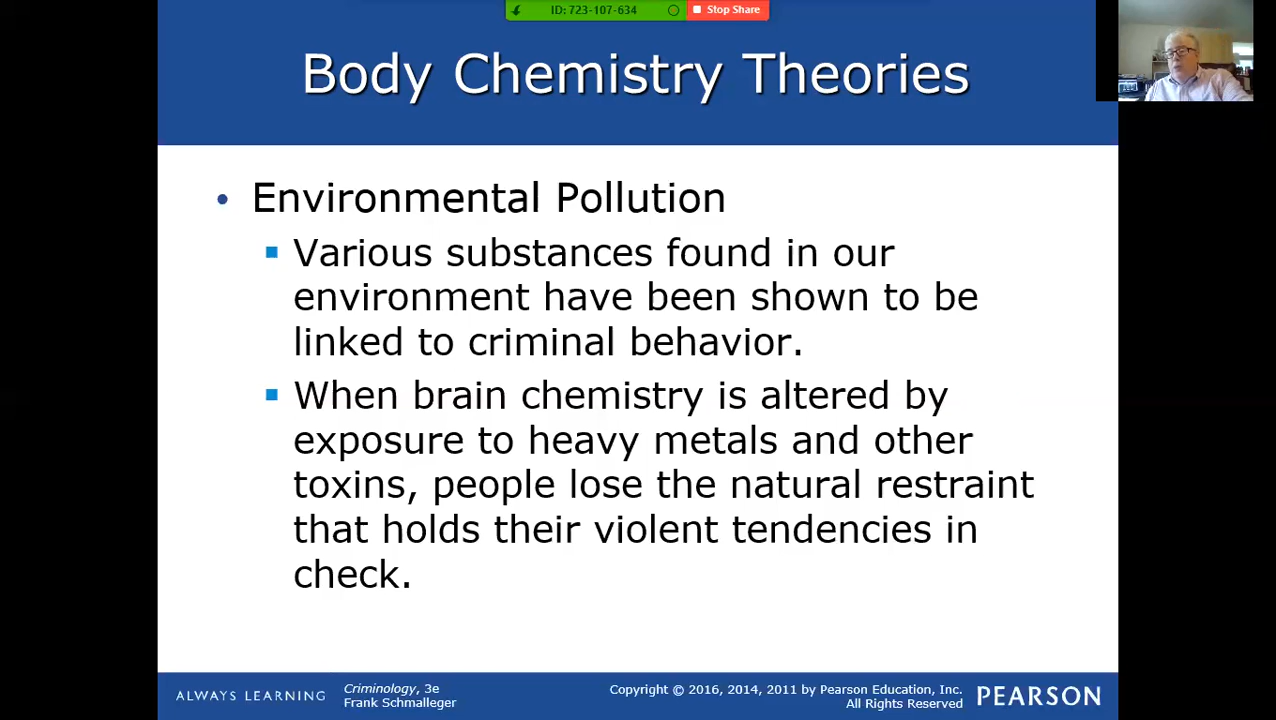 ID: 723-107-634
Stop Share
Body Chemistry Theories
• Environmental Pollution
▪ Various substances found in our
environment have been shown to be
linked to criminal behavior.
▪ When brain chemistry is altered by
exposure to heavy metals and other
toxins, people lose the natural restraint
that holds their violent tendencies in
check.
ALWAYS LEARNING
Criminology, 3e
Frank Schmalleger
Copyright © 2016, 2014, 2011 by Pearson Education, Inc.
All Rights Reserved
PEARSON